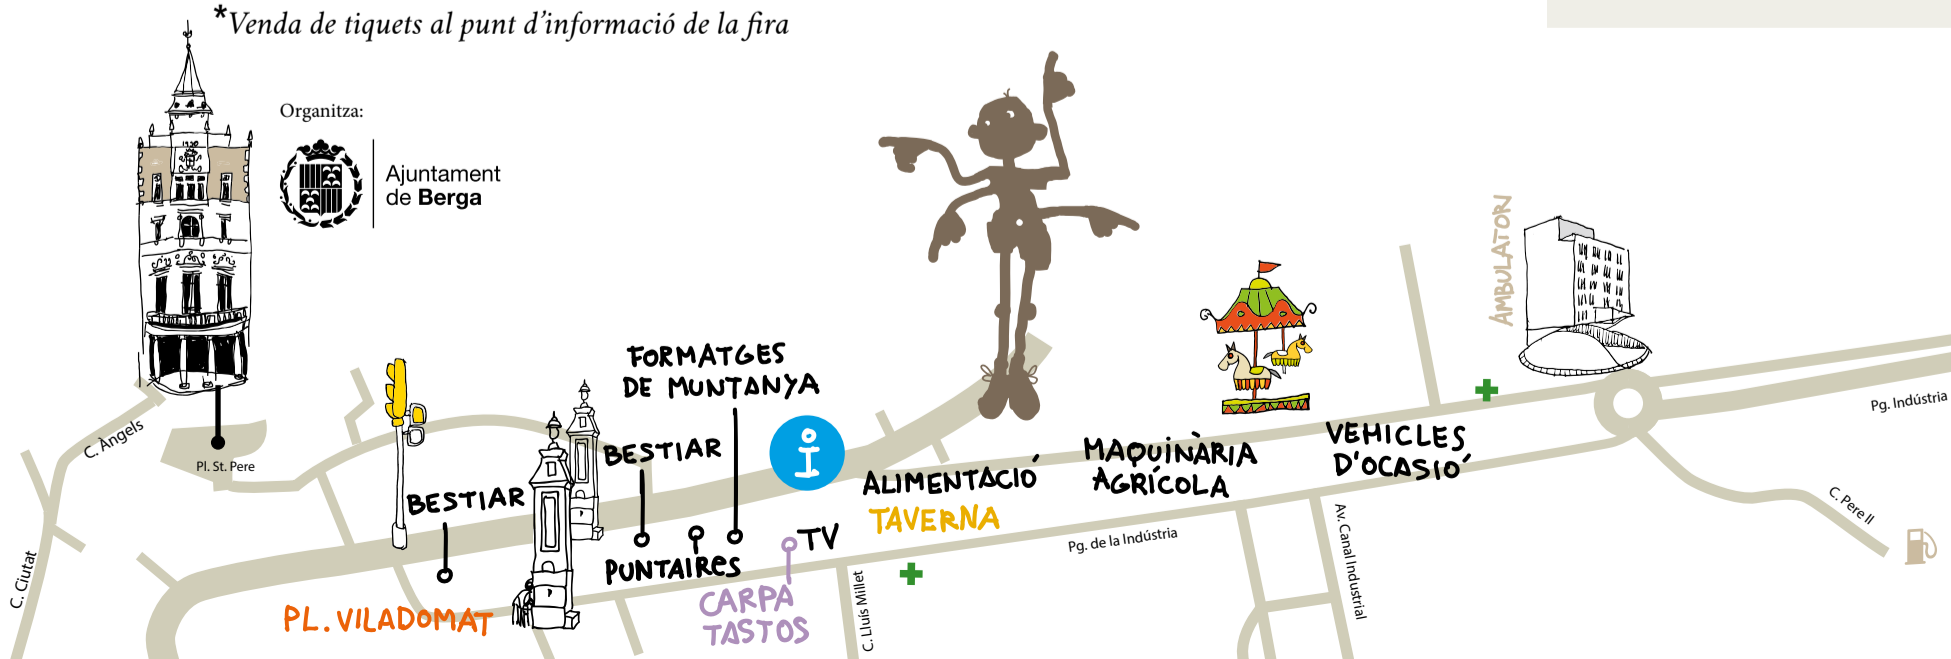 *Venda de tiquets al punt d'informació de la fira
Organitza:
Ajuntament
de Berga
1930
ÀMBULATORI
FORMATGES
DE MUNTANYA
BESTIAR
BESTIAR
PUNTAIRES
TV
CARPA
TASTOS
PL. VILADOMAT
ALIMENTACIÓ
TAVERNA
MAQUINÀRIA
AGRÍCOLA
VEHICLES
D'OCASIÓ
C. Àngels
Pl. St. Pere
C. Ciutat
C. Lluís Millet
Pg. de la Indústria
Av. Canal Industrial
C. Pere II
Pg. Indústria